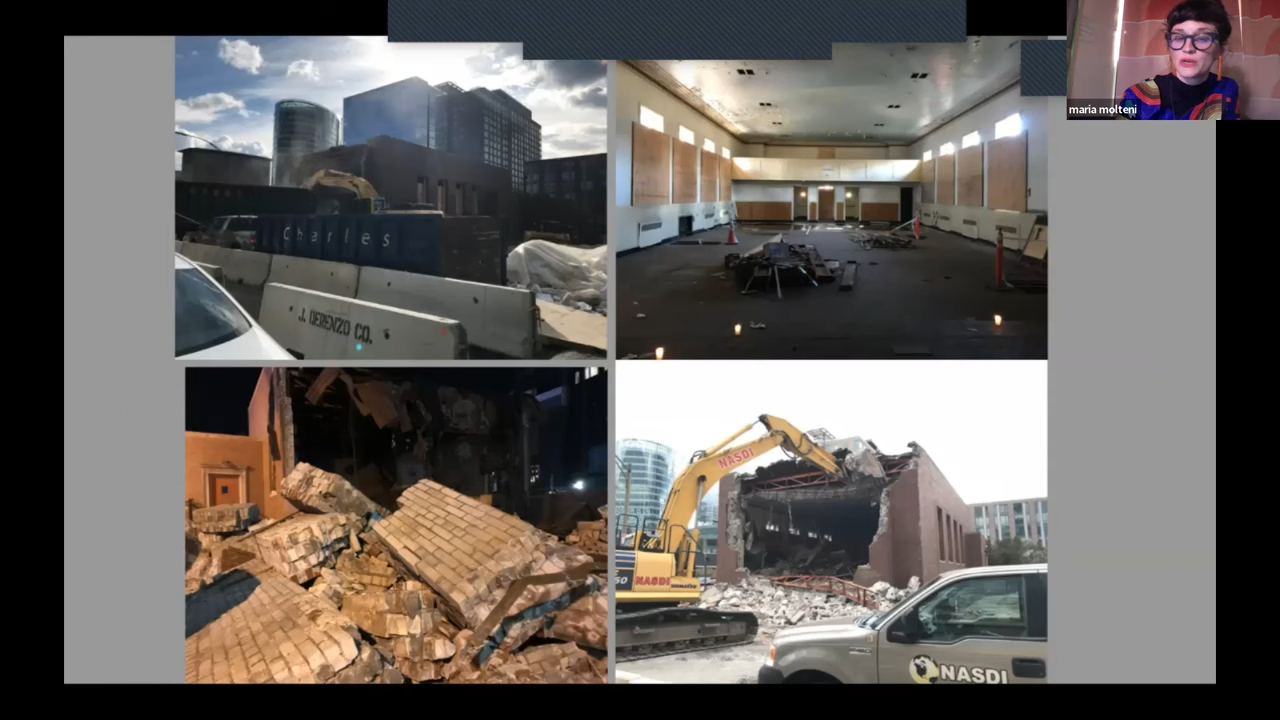 maria molteni
Charles
J. DERENZO CO.
NASDI
NASDI
NASDI